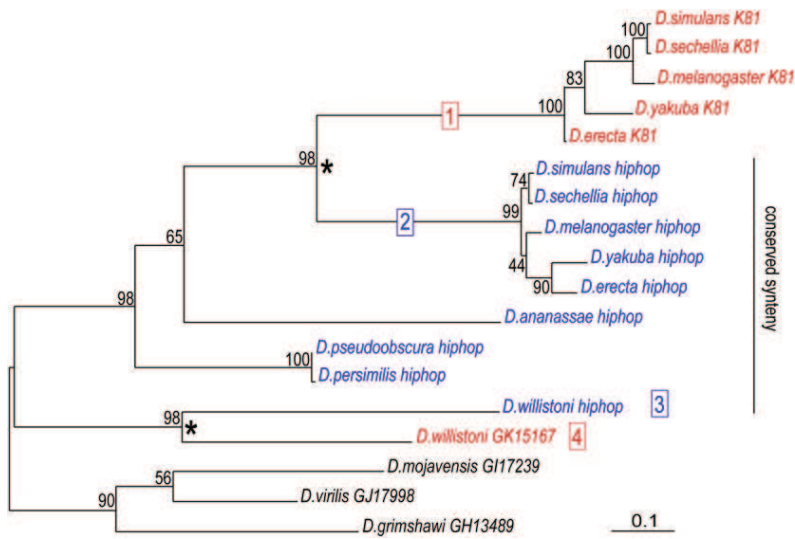 D.simulans K81
100
D.sechellia K81
100
D.melanogaster K81
83
D.yakuba K81
100
1
D.erecta K81
98
*
D.simulans hiphop
74
D.sechellia hiphop
99
2
D.melanogaster hiphop
65
44
D.yakuba hiphop
90
D.erecta hiphop
conserved synteny
98
D.ananassae hiphop
D.pseudoobscura hiphop
100
D.persimilis hiphop
D.willistoni hiphop 3
98
*
D.willistoni GK15167 4
D.mojavensis GI17239
56
D.virilis GJ17998
90
D.grimshawi GH13489
0.1